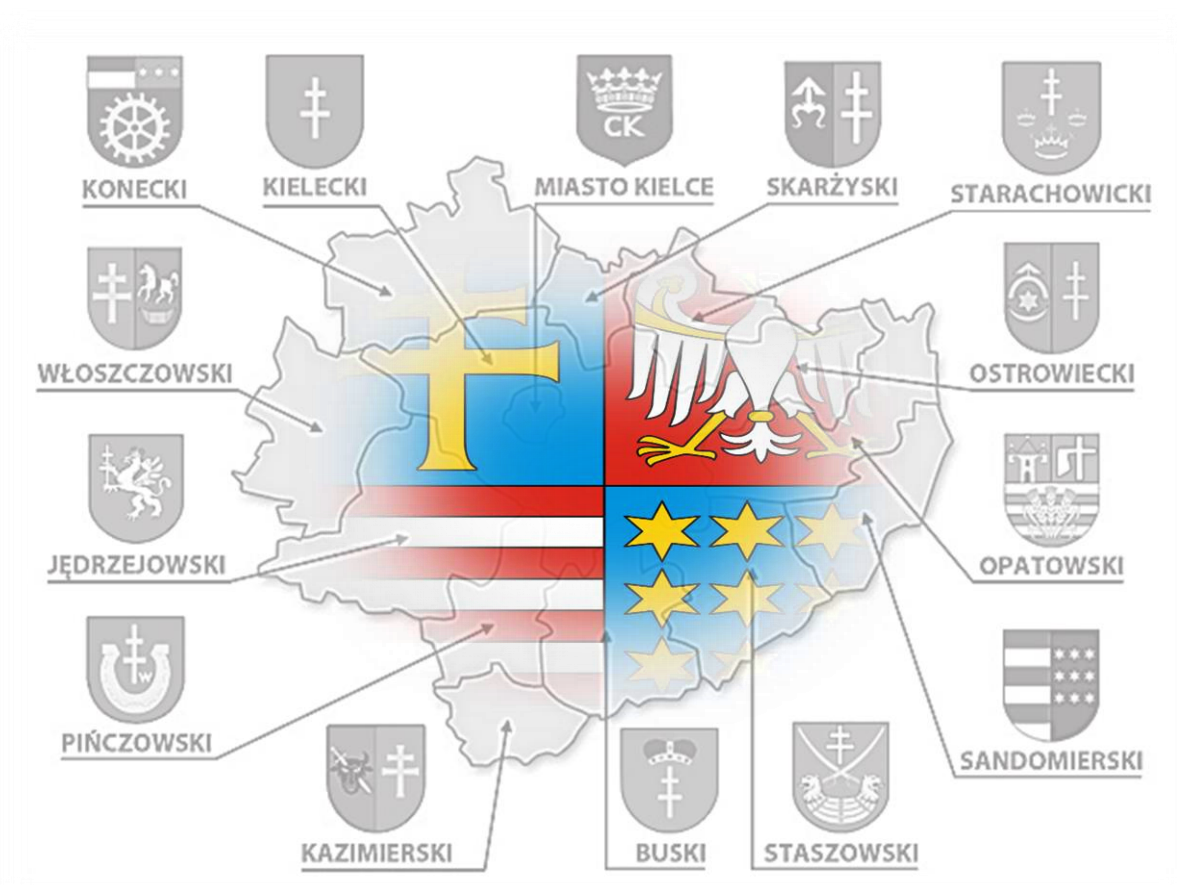 KONECKI
KIELECKI
CK
MIASTO KIELCE
SKARŻYSKI
STARACHOWICKI
WŁOSZCZOWSKI
OSTROWIECKI
JĘDRZEJOWSKI
OPATOWSKI
W
PIŃCZOWSKI
SANDOMIERSKI
KAZIMIERSKI
BUSKI
STASZOWSKI